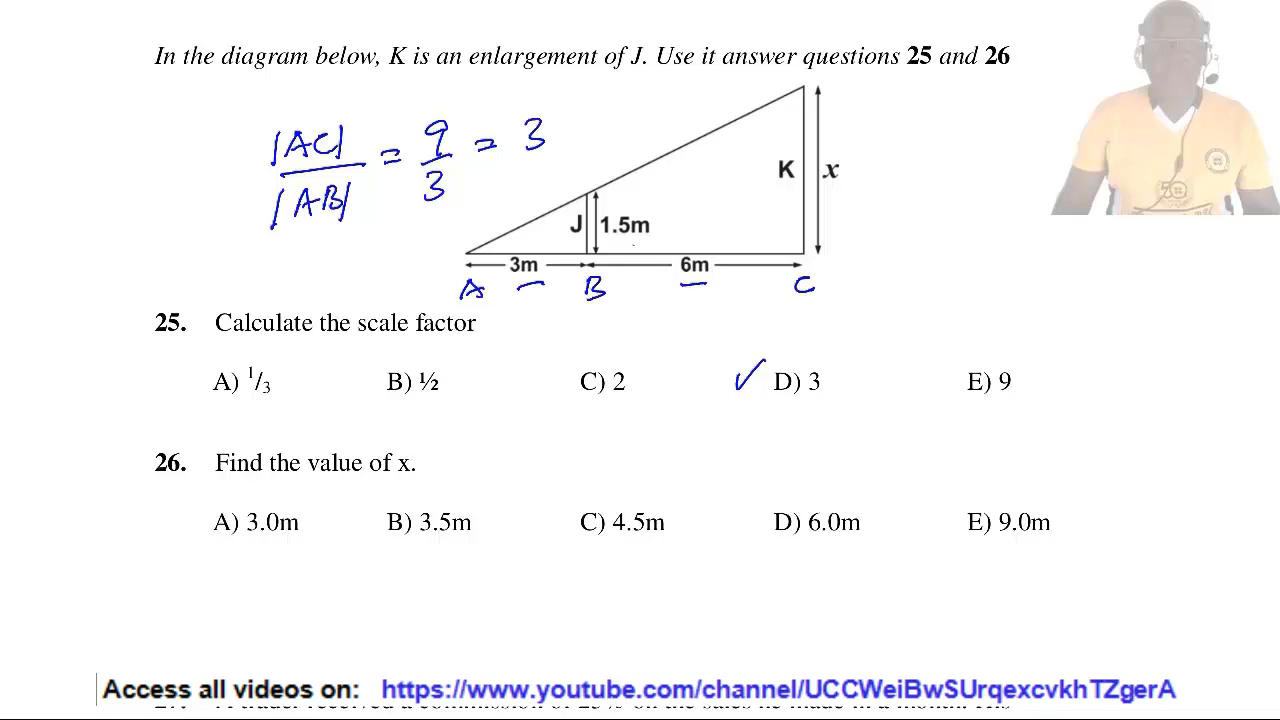 In the diagram below, K is an enlargement of J. Use it answer questions 25 and 26
|AC| / |AB| = 9/3 = 3
K x
J 1.5m
3m 6m
A B C
25. Calculate the scale factor
A) 1/3 B) ½ C) 2 ✓ D) 3 E) 9
26. Find the value of x.
A) 3.0m B) 3.5m C) 4.5m D) 6.0m E) 9.0m
Access all videos on: https://www.youtube.com/channel/UCCWeiBwSUrqexcvkhTZgerA